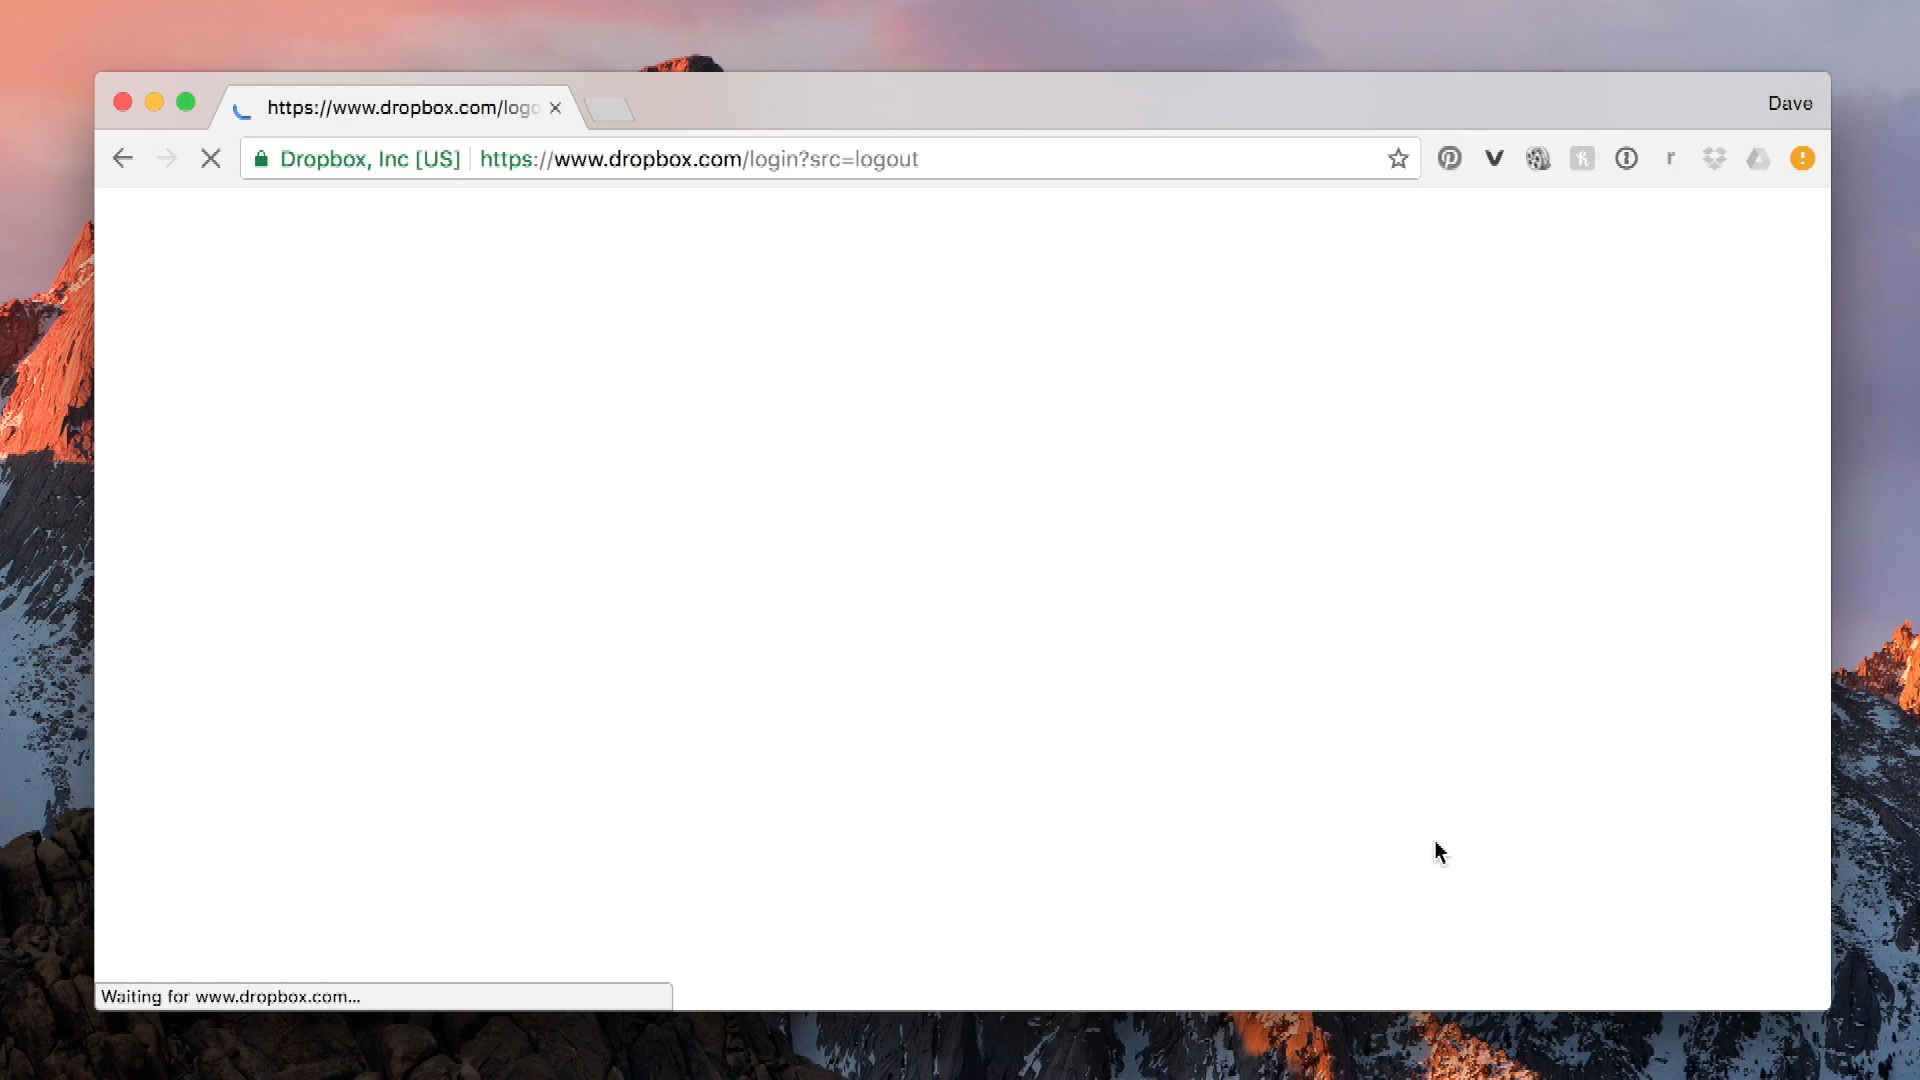 https://www.dropbox.com/logo
Dave
Dropbox, Inc [US] https://www.dropbox.com/login?src=logout
Waiting for www.dropbox.com...